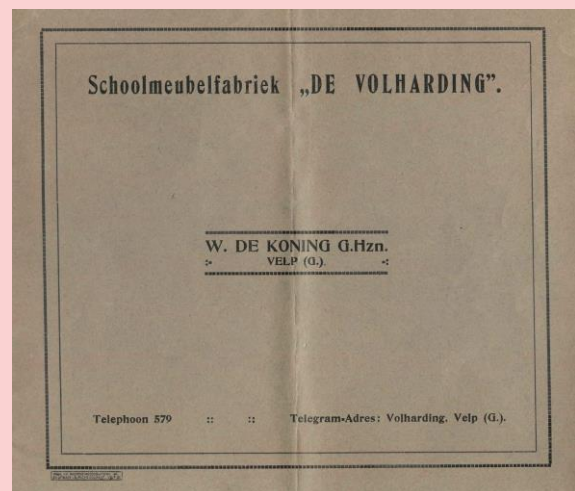 Schoolmeubelfabriek „DE VOLHARDING”.
W. DE KONING G.Hzn.
:- VELP (G.). -:
Telephoon 579 :: :: Telegram-Adres: Volharding, Velp (G.).